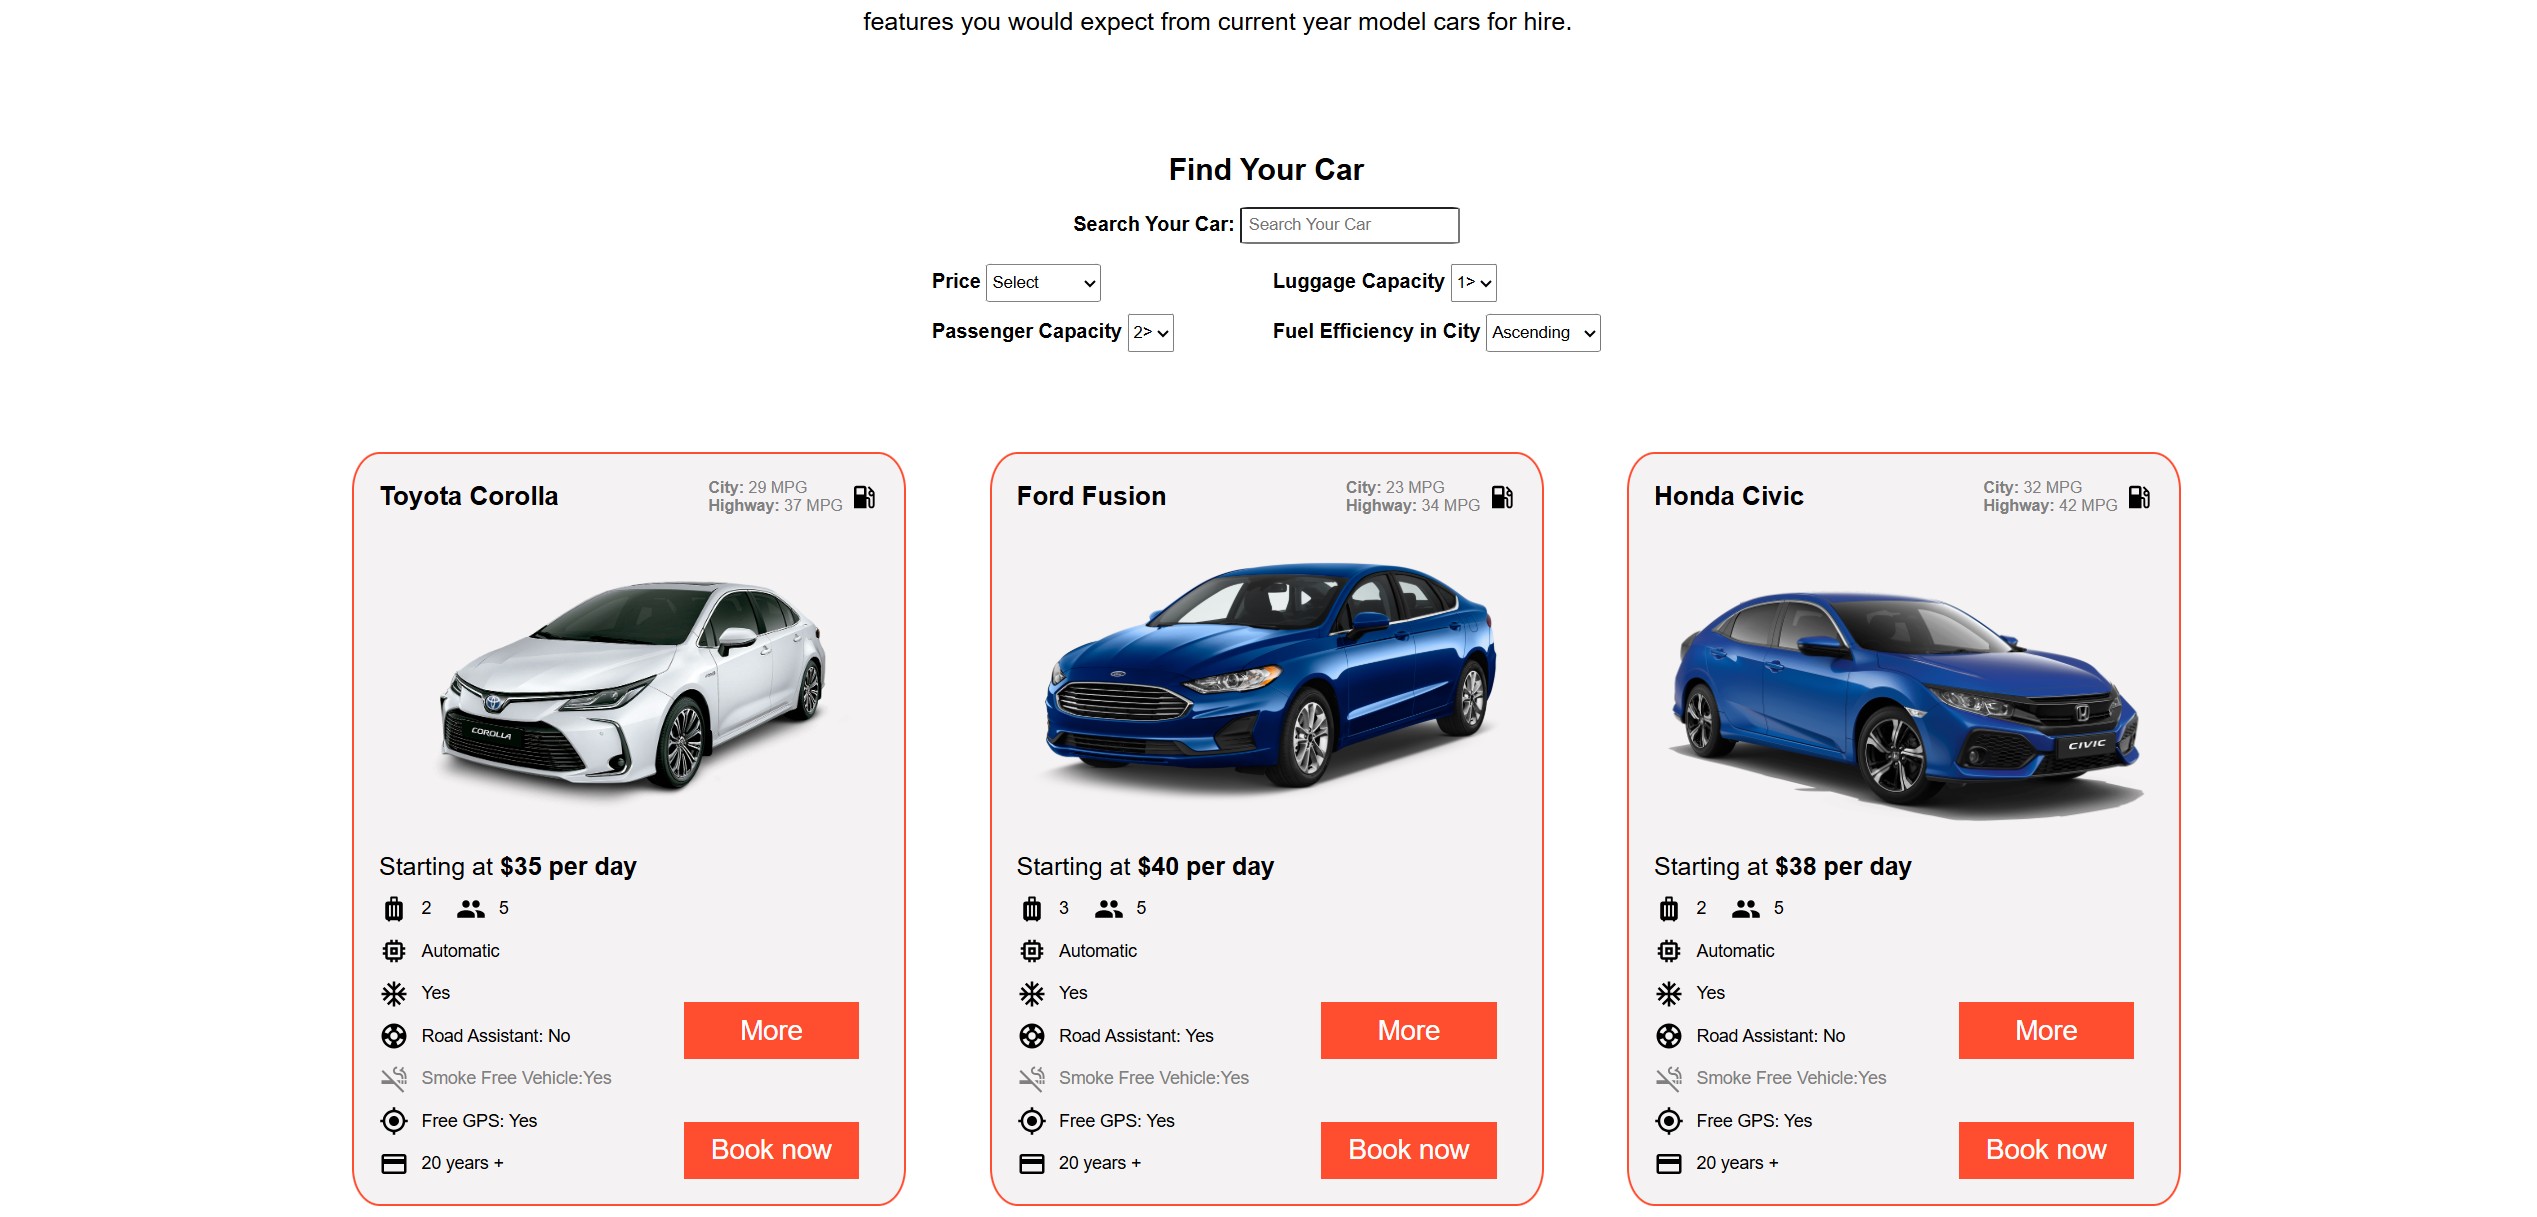 features you would expect from current year model cars for hire.
Find Your Car
Search Your Car: Search Your Car
Price Select
Luggage Capacity 1>
Passenger Capacity 2>
Fuel Efficiency in City Ascending
Toyota Corolla
City: 29 MPG
Highway: 37 MPG
COROLLA
Starting at $35 per day
2 5
Automatic
Yes
Road Assistant: No
Smoke Free Vehicle:Yes
Free GPS: Yes
20 years +
More
Book now
Ford Fusion
City: 23 MPG
Highway: 34 MPG
Starting at $40 per day
3 5
Automatic
Yes
Road Assistant: Yes
Smoke Free Vehicle:Yes
Free GPS: Yes
20 years +
More
Book now
Honda Civic
City: 32 MPG
Highway: 42 MPG
CIVIC
Starting at $38 per day
2 5
Automatic
Yes
Road Assistant: No
Smoke Free Vehicle:Yes
Free GPS: Yes
20 years +
More
Book now